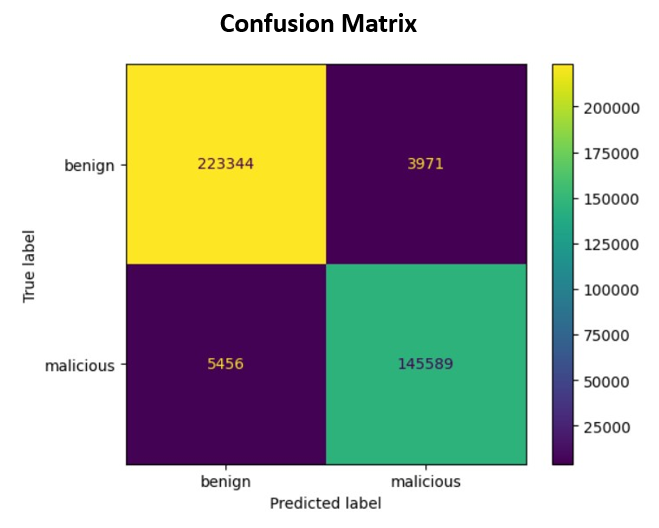 Confusion Matrix
benign
223344
3971
malicious
5456
145589
benign
malicious
True label
Predicted label
200000
175000
150000
125000
100000
75000
50000
25000